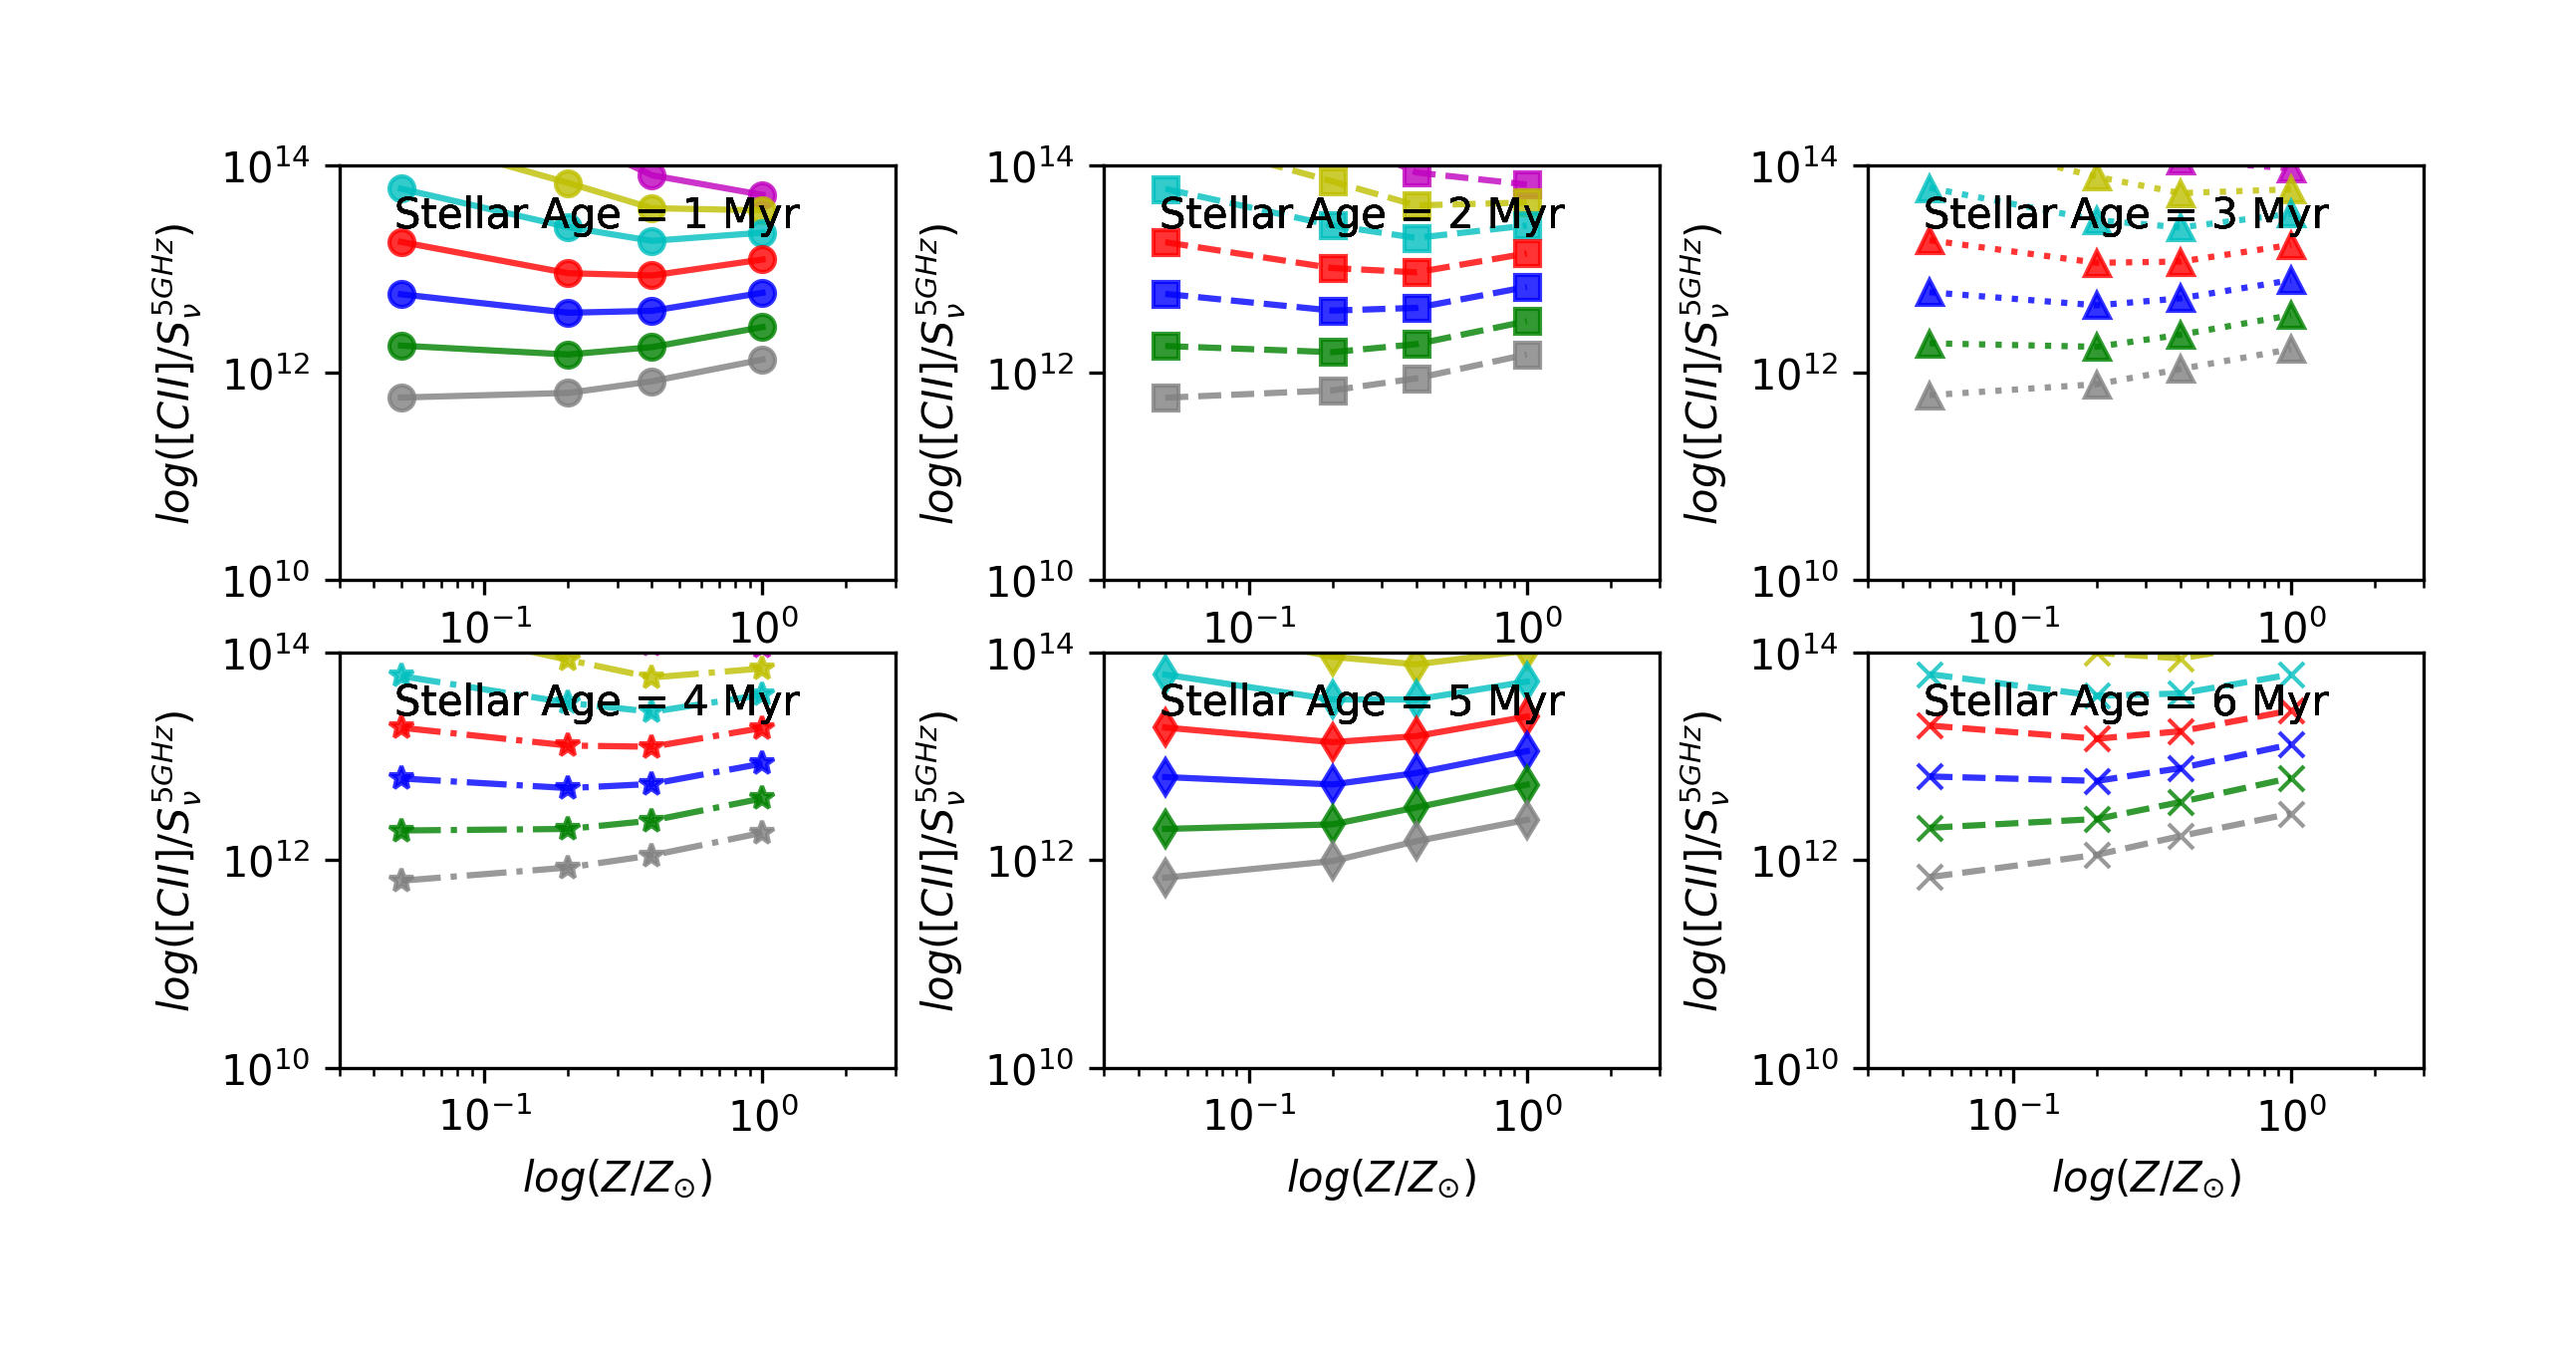 10^14
10^12
10^10
log([CII]/S_ν^5GHz)
Stellar Age = 1 Myr
10^−1 10^0
10^14
10^12
10^10
log([CII]/S_ν^5GHz)
Stellar Age = 2 Myr
10^−1 10^0
10^14
10^12
10^10
log([CII]/S_ν^5GHz)
Stellar Age = 3 Myr
10^−1 10^0
10^14
10^12
10^10
log([CII]/S_ν^5GHz)
Stellar Age = 4 Myr
10^−1 10^0
log(Z/Z_⊙)
10^14
10^12
10^10
log([CII]/S_ν^5GHz)
Stellar Age = 5 Myr
10^−1 10^0
log(Z/Z_⊙)
10^14
10^12
10^10
log([CII]/S_ν^5GHz)
Stellar Age = 6 Myr
10^−1 10^0
log(Z/Z_⊙)